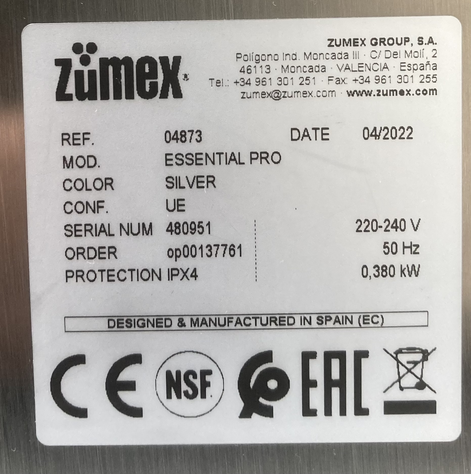 zümex®
ZUMEX GROUP, S.A.
Polígono Ind. Moncada III · C/ Del Molí, 2
46113 · Moncada · VALENCIA · España
Tel.: +34 961 301 251 · Fax: +34 961 301 255
zumex@zumex.com · www.zumex.com
REF. 04873 DATE 04/2022
MOD. ESSENTIAL PRO
COLOR SILVER
CONF. UE
SERIAL NUM 480951 220-240 V
ORDER op00137761 50 Hz
PROTECTION IPX4 0,380 kW
DESIGNED & MANUFACTURED IN SPAIN (EC)
CE NSF. EAC